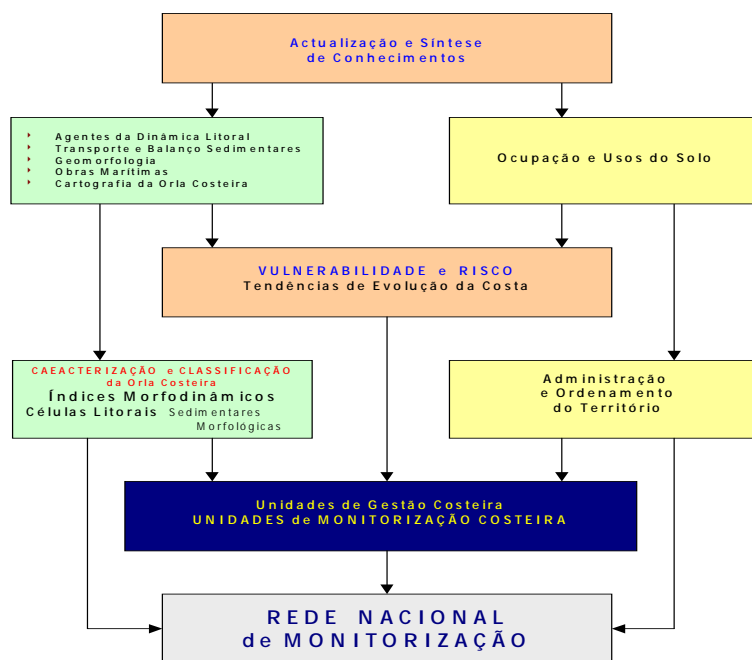 Actualização e Síntese
de Conhecimentos
Agentes da Dinâmica Litoral
Transporte e Balanço Sedimentares
Geomorfologia
Obras Marítimas
Cartografia da Orla Costeira
Ocupação e Usos do Solo
VULNERABILIDADE e RISCO
Tendências de Evolução da Costa
CAEACTERIZAÇÃO e CLASSIFICAÇÃO
da Orla Costeira
Índices Morfodinâmicos
Células Litorais Sedimentares
Morfológicas
Administração
e Ordenamento
do Território
Unidades de Gestão Costeira
UNIDADES de MONITORIZAÇÃO COSTEIRA
REDE NACIONAL
de MONITORIZAÇÃO